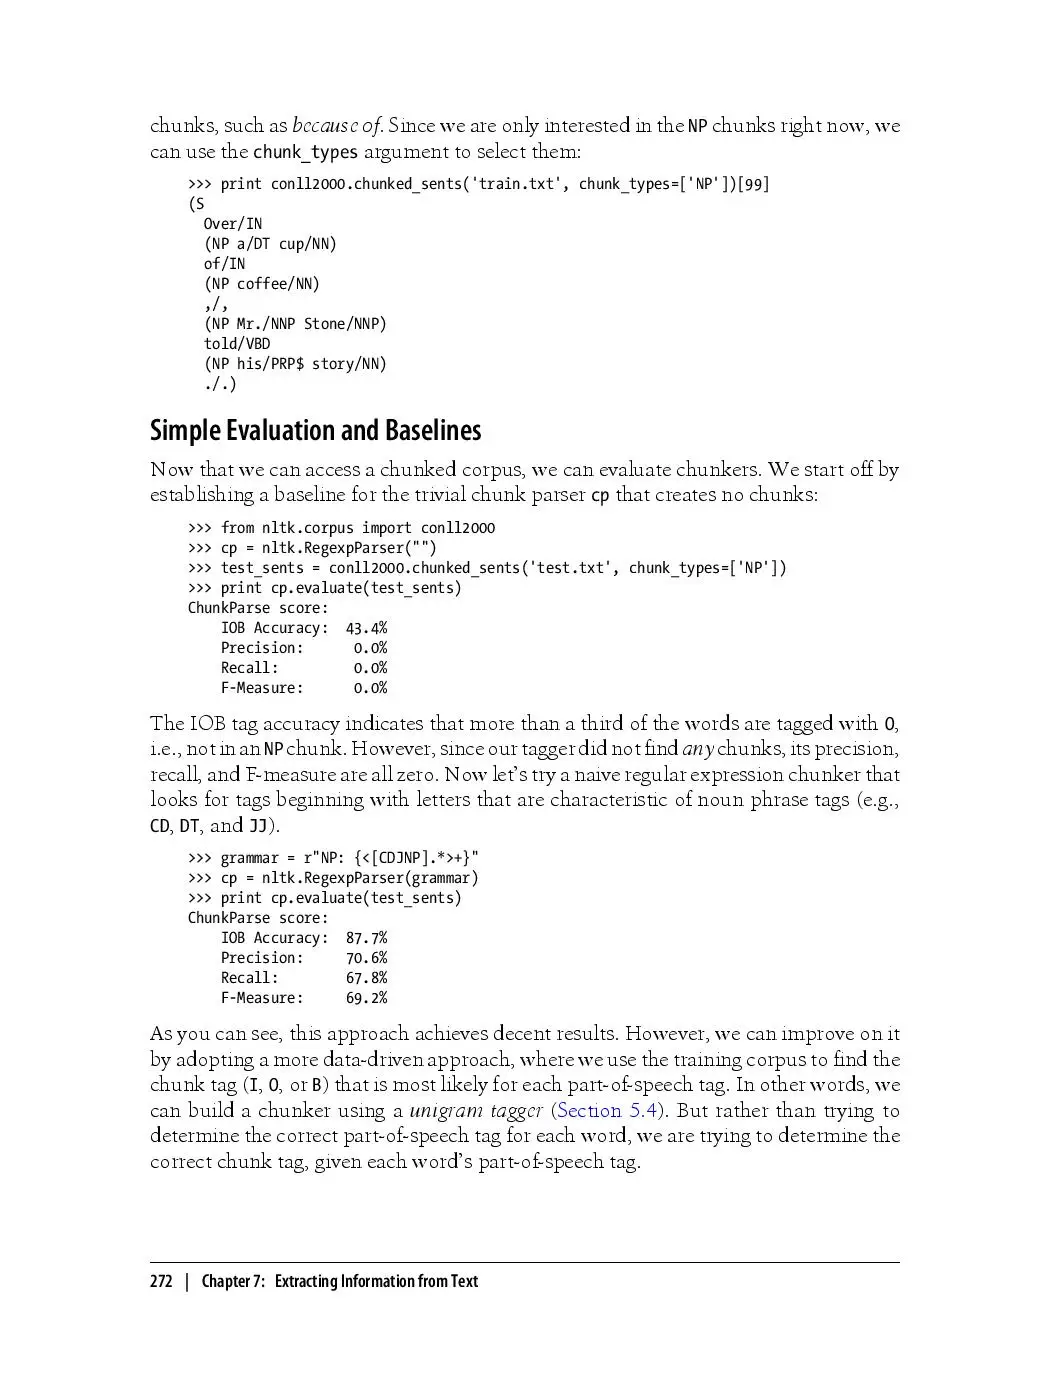 chunks, such as because of. Since we are only interested in the NP chunks right now, we
can use the chunk_types argument to select them:
>>> print conll2000.chunked_sents('train.txt', chunk_types=['NP'])[99]
(S
  Over/IN
  (NP a/DT cup/NN)
  of/IN
  (NP coffee/NN)
  ,/,
  (NP Mr./NNP Stone/NNP)
  told/VBD
  (NP his/PRP$ story/NN)
  ./.)
Simple Evaluation and Baselines
Now that we can access a chunked corpus, we can evaluate chunkers. We start off by
establishing a baseline for the trivial chunk parser cp that creates no chunks:
>>> from nltk.corpus import conll2000
>>> cp = nltk.RegexpParser("")
>>> test_sents = conll2000.chunked_sents('test.txt', chunk_types=['NP'])
>>> print cp.evaluate(test_sents)
ChunkParse score:
    IOB Accuracy:  43.4%
    Precision:      0.0%
    Recall:         0.0%
    F-Measure:      0.0%
The IOB tag accuracy indicates that more than a third of the words are tagged with O,
i.e., not in an NP chunk. However, since our tagger did not find any chunks, its precision,
recall, and F-measure are all zero. Now let’s try a naive regular expression chunker that
looks for tags beginning with letters that are characteristic of noun phrase tags (e.g.,
CD, DT, and JJ).
>>> grammar = r"NP: {<[CDJNP].*>+}"
>>> cp = nltk.RegexpParser(grammar)
>>> print cp.evaluate(test_sents)
ChunkParse score:
    IOB Accuracy:  87.7%
    Precision:     70.6%
    Recall:        67.8%
    F-Measure:     69.2%
As you can see, this approach achieves decent results. However, we can improve on it
by adopting a more data-driven approach, where we use the training corpus to find the
chunk tag (I, O, or B) that is most likely for each part-of-speech tag. In other words, we
can build a chunker using a unigram tagger (Section 5.4). But rather than trying to
determine the correct part-of-speech tag for each word, we are trying to determine the
correct chunk tag, given each word’s part-of-speech tag.
272 | Chapter 7: Extracting Information from Text